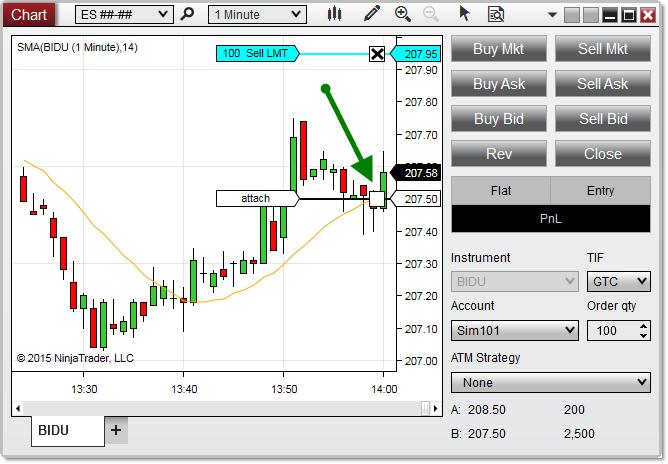 Chart
ES ##-##
1 Minute
SMA(BIDU (1 Minute),14)
100 Sell LMT
207.95
207.90
207.80
207.70
207.60
207.58
attach
207.50
207.40
207.30
207.20
207.10
207.00
© 2015 NinjaTrader, LLC
13:30 13:40 13:50 14:00
BIDU +
Buy Mkt Sell Mkt
Buy Ask Sell Ask
Buy Bid Sell Bid
Rev Close
Flat Entry
PnL
Instrument TIF
BIDU GTC
Account Order qty
Sim101 100
ATM Strategy
None
A: 208.50 200
B: 207.50 2,500